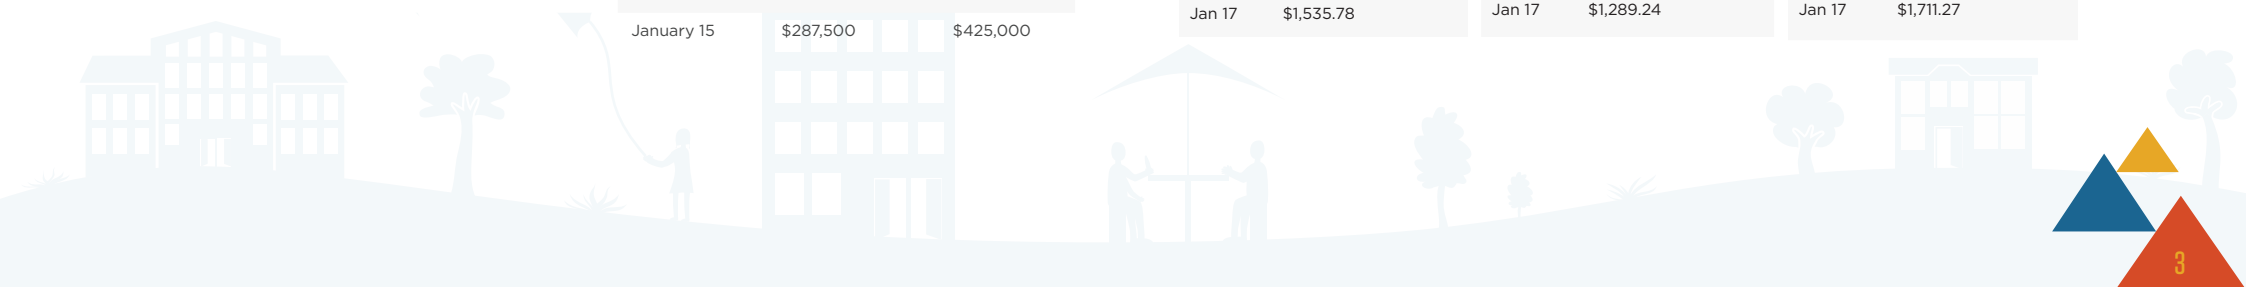 January 15 $287,500 $425,000
Jan 17 $1,535.78
Jan 17 $1,289.24
Jan 17 $1,711.27
3